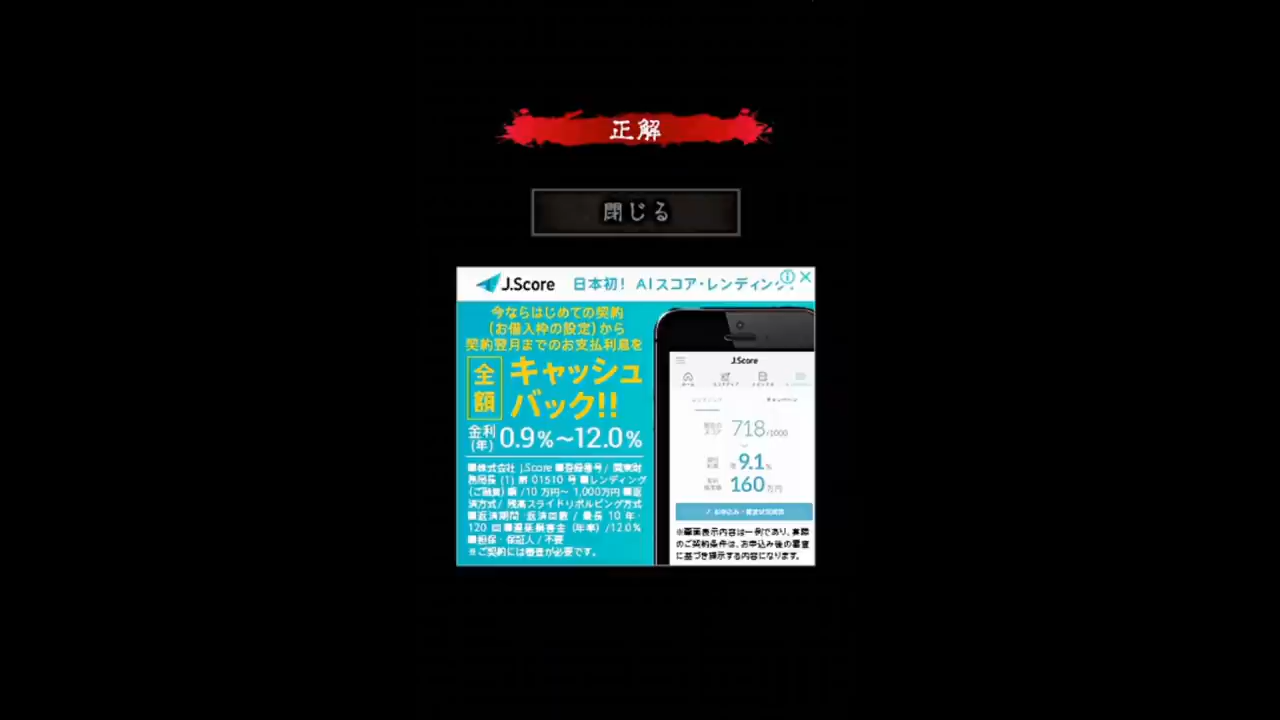 正解
閉じる
J.Score 日本初! AIスコア・レンディング
今ならはじめての契約
(お借入枠の設定)から
契約翌月までのお支払利息を
全額
キャッシュ
バック!!
金利(年) 0.9%~12.0%
■株式会社 J.Score ■登録番号/ 関東財
務局長 (1) 第 01510 号 ■レンディング
(ご融資) 額 /10 万円~ 1,000万円 ■返
済方式/ 残高スライドリボルビング方式
■返済期間・返済回数 / 最長 10 年・
120 回 ■遅延損害金 (年率) /12.0%
■担保・保証人 / 不要
※ご契約には審査が必要です。
J.Score
718/1000
9.1%
160万円
※画面表示内容は一例であり、実際
のご契約条件は、お申込み後の審査
に基づき提示する内容になります。